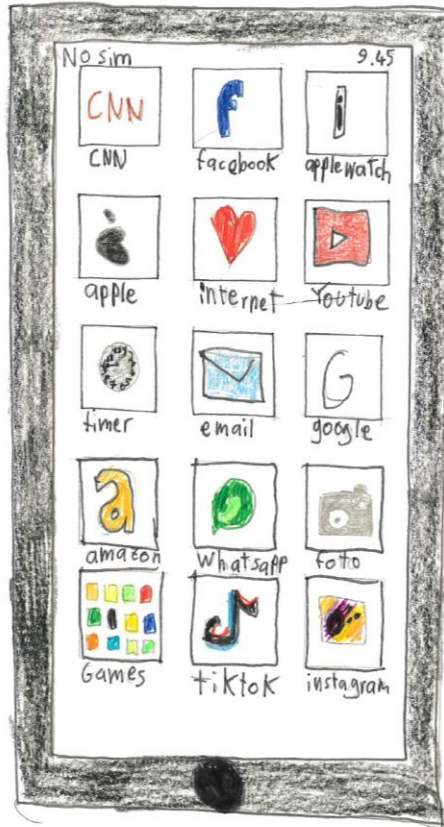 No sim 9.45
CNN
CNN facebook applewatch
apple internet Youtube
G
timer email google
a
amazon Whatsapp foto
Games tiktok instagram